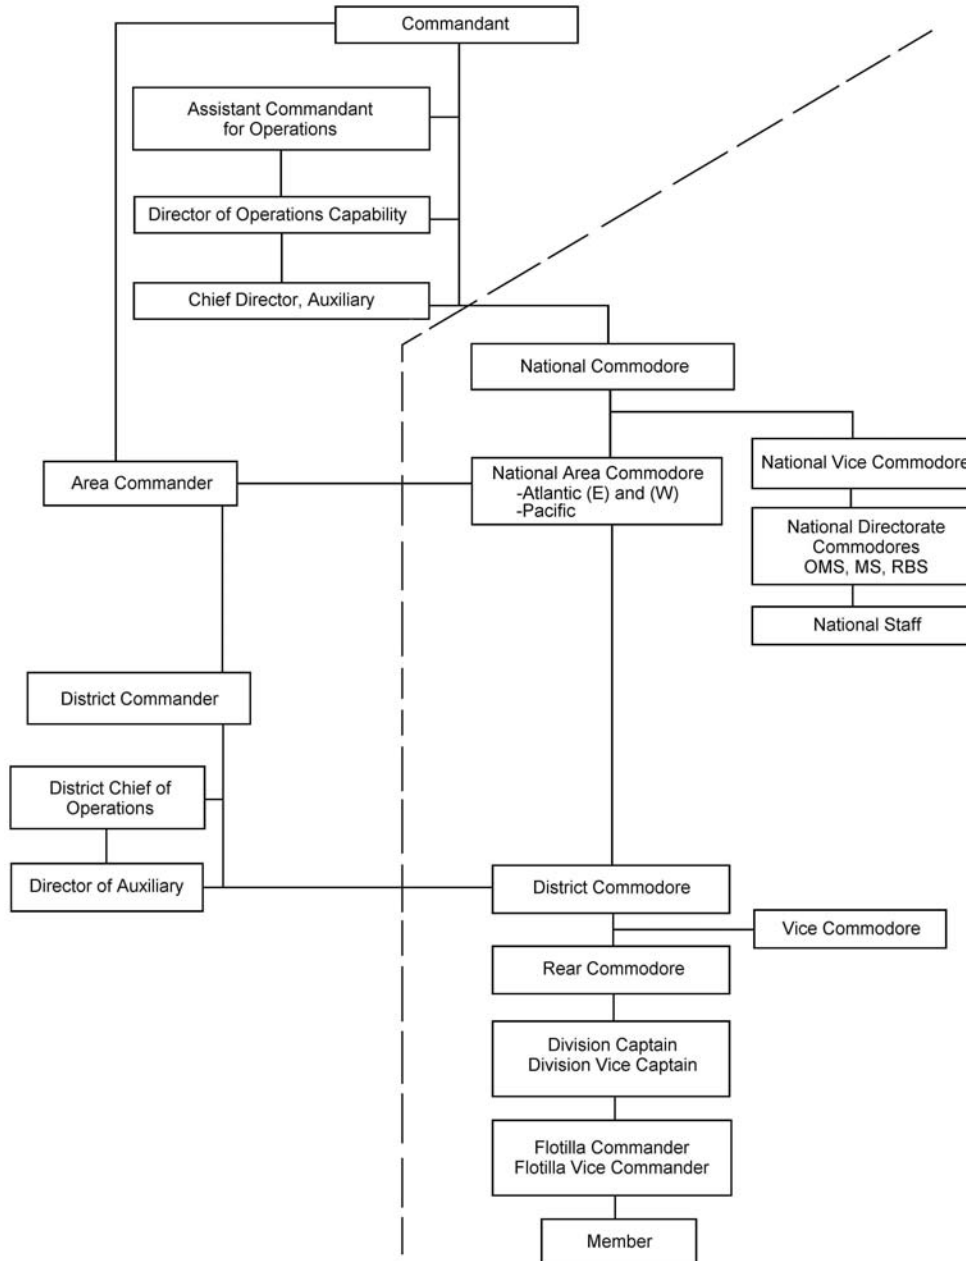 Commandant
Assistant Commandant
for Operations
Director of Operations Capability
Chief Director, Auxiliary
National Commodore
National Vice Commodore
Area Commander
National Area Commodore
-Atlantic (E) and (W)
-Pacific
National Directorate
Commodores
OMS, MS, RBS
National Staff
District Commander
District Chief of
Operations
Director of Auxiliary
District Commodore
Vice Commodore
Rear Commodore
Division Captain
Division Vice Captain
Flotilla Commander
Flotilla Vice Commander
Member